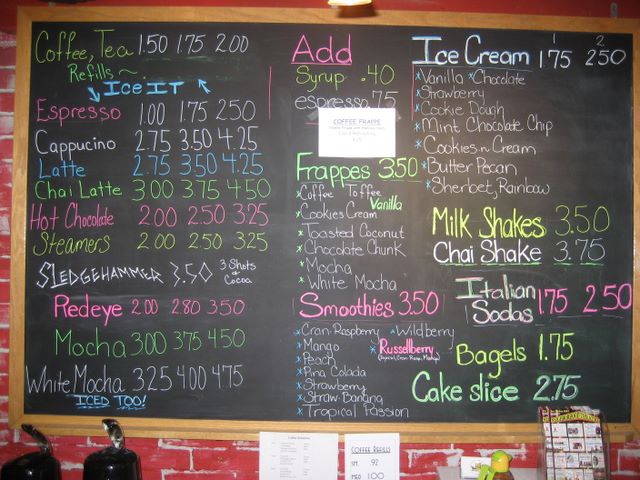 Coffee, Tea 1.50 1.75 2.00
Refills ~
Ice IT
Espresso 1.00 1.75 2.50
Cappucino 2.75 3.50 4.25
Latte 2.75 3.50 4.25
Chai Latte 3.00 3.75 4.50
Hot Chocolate 2.00 2.50 3.25
Steamers 2.00 2.50 3.25
SLEDGEHAMMER 3.50 3 Shots & Cocoa
Redeye 2.00 2.80 3.50
Mocha 3.00 3.75 4.50
White Mocha 3.25 4.00 4.75
ICED TOO!
Add
Syrup .40
espresso .75
COFFEE FRAPPE
Frappes 3.50
*Coffee Toffee
Vanilla
*Cookies Cream
*Toasted Coconut
*Chocolate Chunk
*Mocha
*White Mocha
Smoothies 3.50
*Cran-Raspberry *Wildberry
*Mango *Russellberry
*Peach
*Pina Colada
*Strawberry
*Straw-Banana
*Tropical Passion
1 2
Ice Cream 1.75 2.50
*Vanilla *Chocolate
*Strawberry
*Cookie Dough
*Mint Chocolate Chip
*Cookies n Cream
*Butter Pecan
*Sherbet, Rainbow
Milk Shakes 3.50
Chai Shake 3.75
Italian Sodas 1.75 2.50
Bagels 1.75
Cake slice 2.75
COFFEE REFILLS
SM. .92
MED 1.00